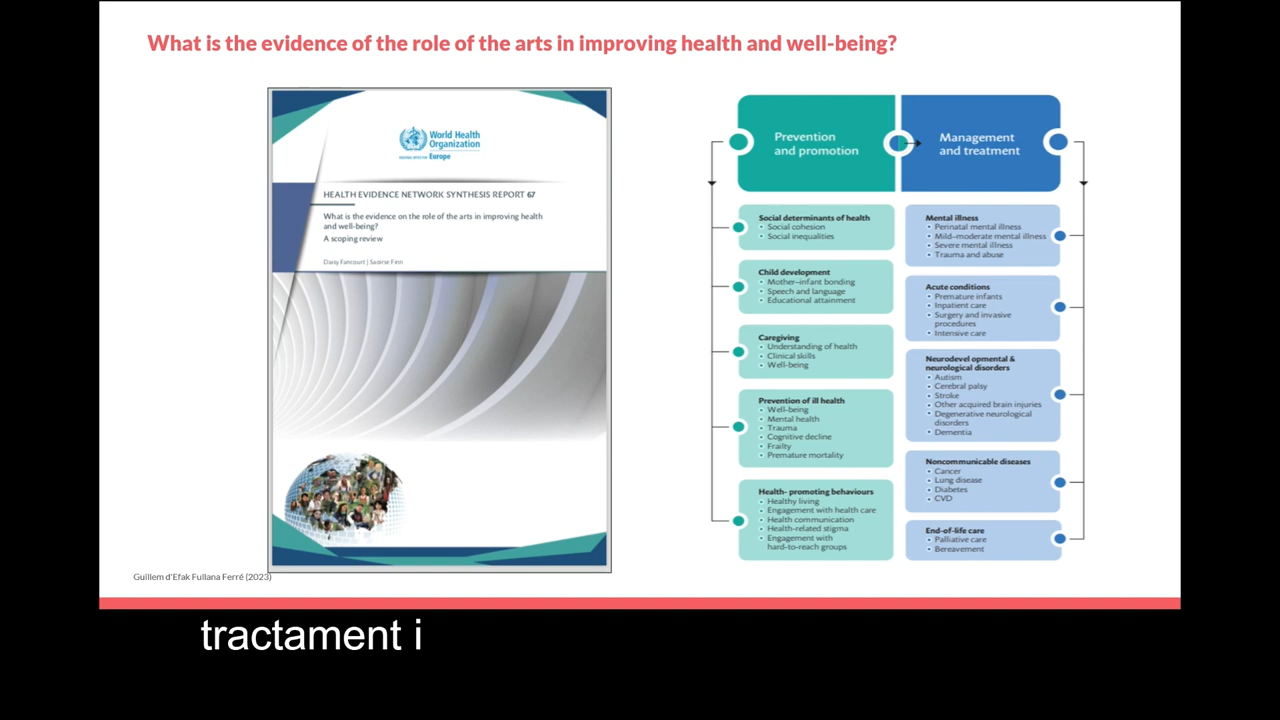 What is the evidence of the role of the arts in improving health and well-being?
World Health
Organization
REGIONAL OFFICE FOR Europe
HEALTH EVIDENCE NETWORK SYNTHESIS REPORT 67
What is the evidence on the role of the arts in improving health
and well-being?
A scoping review
Daisy Fancourt | Saoirse Finn
Prevention
and promotion
Social determinants of health
• Social cohesion
• Social inequalities
Child development
• Mother–infant bonding
• Speech and language
• Educational attainment
Caregiving
• Understanding of health
• Clinical skills
• Well-being
Prevention of ill health
• Well-being
• Mental health
• Trauma
• Cognitive decline
• Frailty
• Premature mortality
Health- promoting behaviours
• Healthy living
• Engagement with health care
• Health communication
• Health-related stigma
• Engagement with
hard-to-reach groups
Management
and treatment
Mental illness
• Perinatal mental illness
• Mild–moderate mental illness
• Severe mental illness
• Trauma and abuse
Acute conditions
• Premature infants
• Inpatient care
• Surgery and invasive
procedures
• Intensive care
Neurodevel opmental &
neurological disorders
• Autism
• Cerebral palsy
• Stroke
• Other acquired brain injuries
• Degenerative neurological
disorders
• Dementia
Noncommunicable diseases
• Cancer
• Lung disease
• Diabetes
• CVD
End-of-life care
• Palliative care
• Bereavement
Guillem d'Efak Fullana Ferré (2023)
tractament i